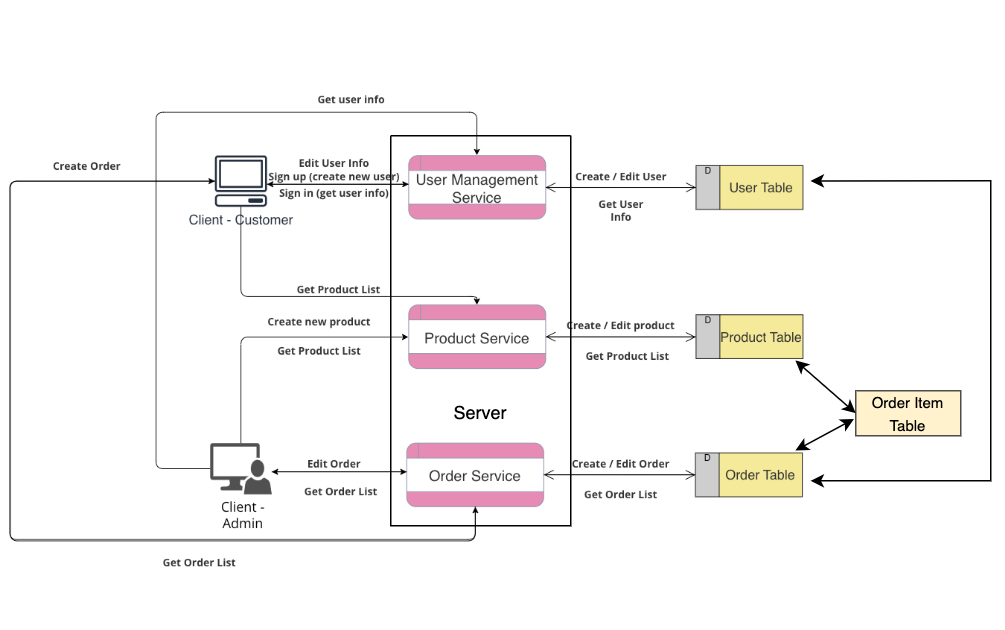 Get user info
Create Order
Edit User Info
Sign up (create new user)
Sign in (get user info)
Client - Customer
User Management
Service
Create / Edit User
Get User
Info
D
User Table
Get Product List
Create new product
Get Product List
Product Service
Create / Edit product
Get Product List
D
Product Table
Order Item
Table
Server
Edit Order
Get Order List
Client -
Admin
Order Service
Create / Edit Order
Get Order List
D
Order Table
Get Order List